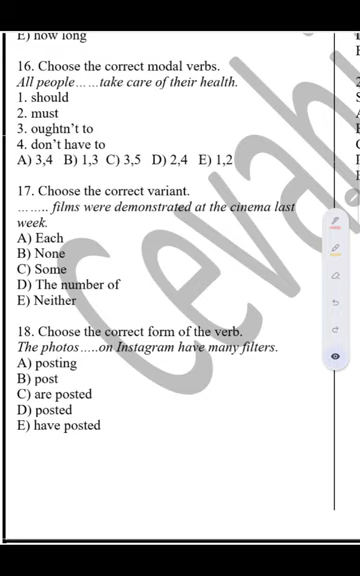 E) how long
16. Choose the correct modal verbs.
All people……take care of their health.
1. should
2. must
3. oughtn’t to
4. don’t have to
A) 3,4 B) 1,3 C) 3,5 D) 2,4 E) 1,2
17. Choose the correct variant.
…….. films were demonstrated at the cinema last
week.
A) Each
B) None
C) Some
D) The number of
E) Neither
18. Choose the correct form of the verb.
The photos…..on Instagram have many filters.
A) posting
B) post
C) are posted
D) posted
E) have posted
Cevab